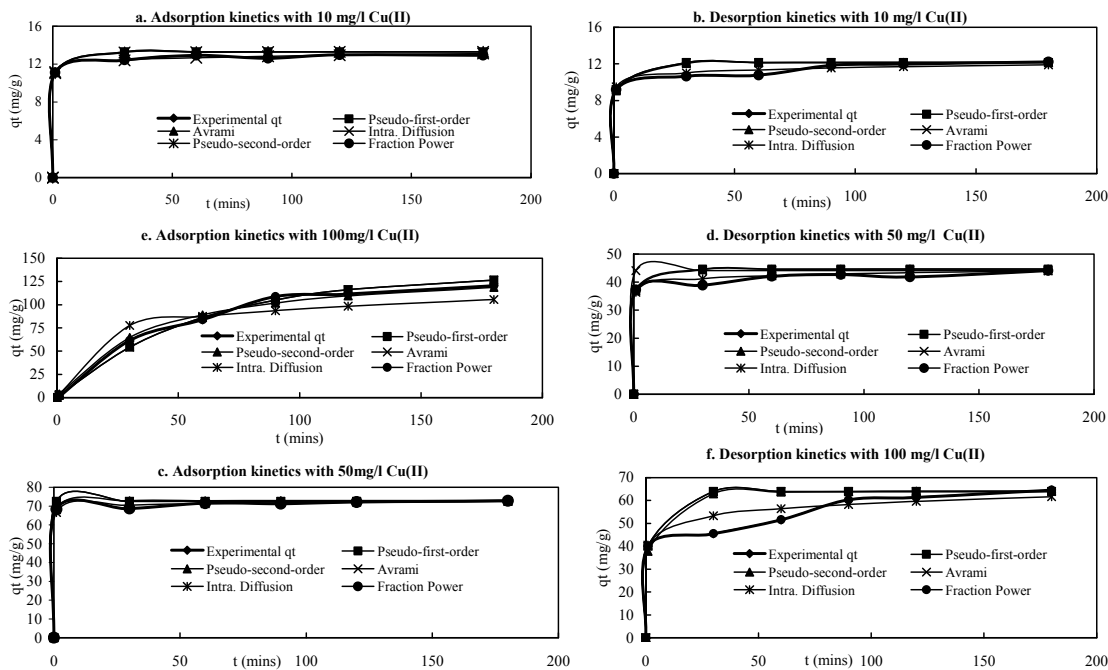 a. Adsorption kinetics with 10 mg/l Cu(II)
16
12
8
4
0
qt (mg/g)
0 50 100 150 200
t (mins)
Experimental qt Pseudo-first-order
Avrami Intra. Diffusion
Pseudo-second-order Fraction Power
b. Desorption kinetics with 10 mg/l Cu(II)
16
12
8
4
0
qt (mg/g)
0 50 100 150 200
t (mins)
Experimental qt Pseudo-first-order
Pseudo-second-order Avrami
Intra. Diffusion Fraction Power
e. Adsorption kinetics with 100mg/l Cu(II)
150
125
100
75
50
25
0
qt (mg/g)
0 50 100 150 200
t (mins)
Experimental qt Pseudo-first-order
Pseudo-second-order Avrami
Intra. Diffusion Fraction Power
d. Desorption kinetics with 50 mg/l Cu(II)
50
40
30
20
10
0
qt (mg/g)
0 50 100 150 200
t (mins)
Experimental qt Pseudo-first-order
Pseudo-second-order Avrami
Intra. Diffusion Fraction Power
c. Adsorption kinetics with 50mg/l Cu(II)
80
70
60
50
40
30
20
10
0
qt (mg/g)
0 50 100 150 200
t (mins)
Experimental qt Pseudo-first-order
Pseudo-second-order Avrami
Intra. Diffusion Fraction Power
f. Desorption kinetics with 100 mg/l Cu(II)
70
60
50
40
30
20
10
0
qt (mg/g)
0 50 100 150 200
t (mins)
Experimental qt Pseudo-first-order
Pseudo-second-order Avrami
Intra. Diffusion Fraction Power